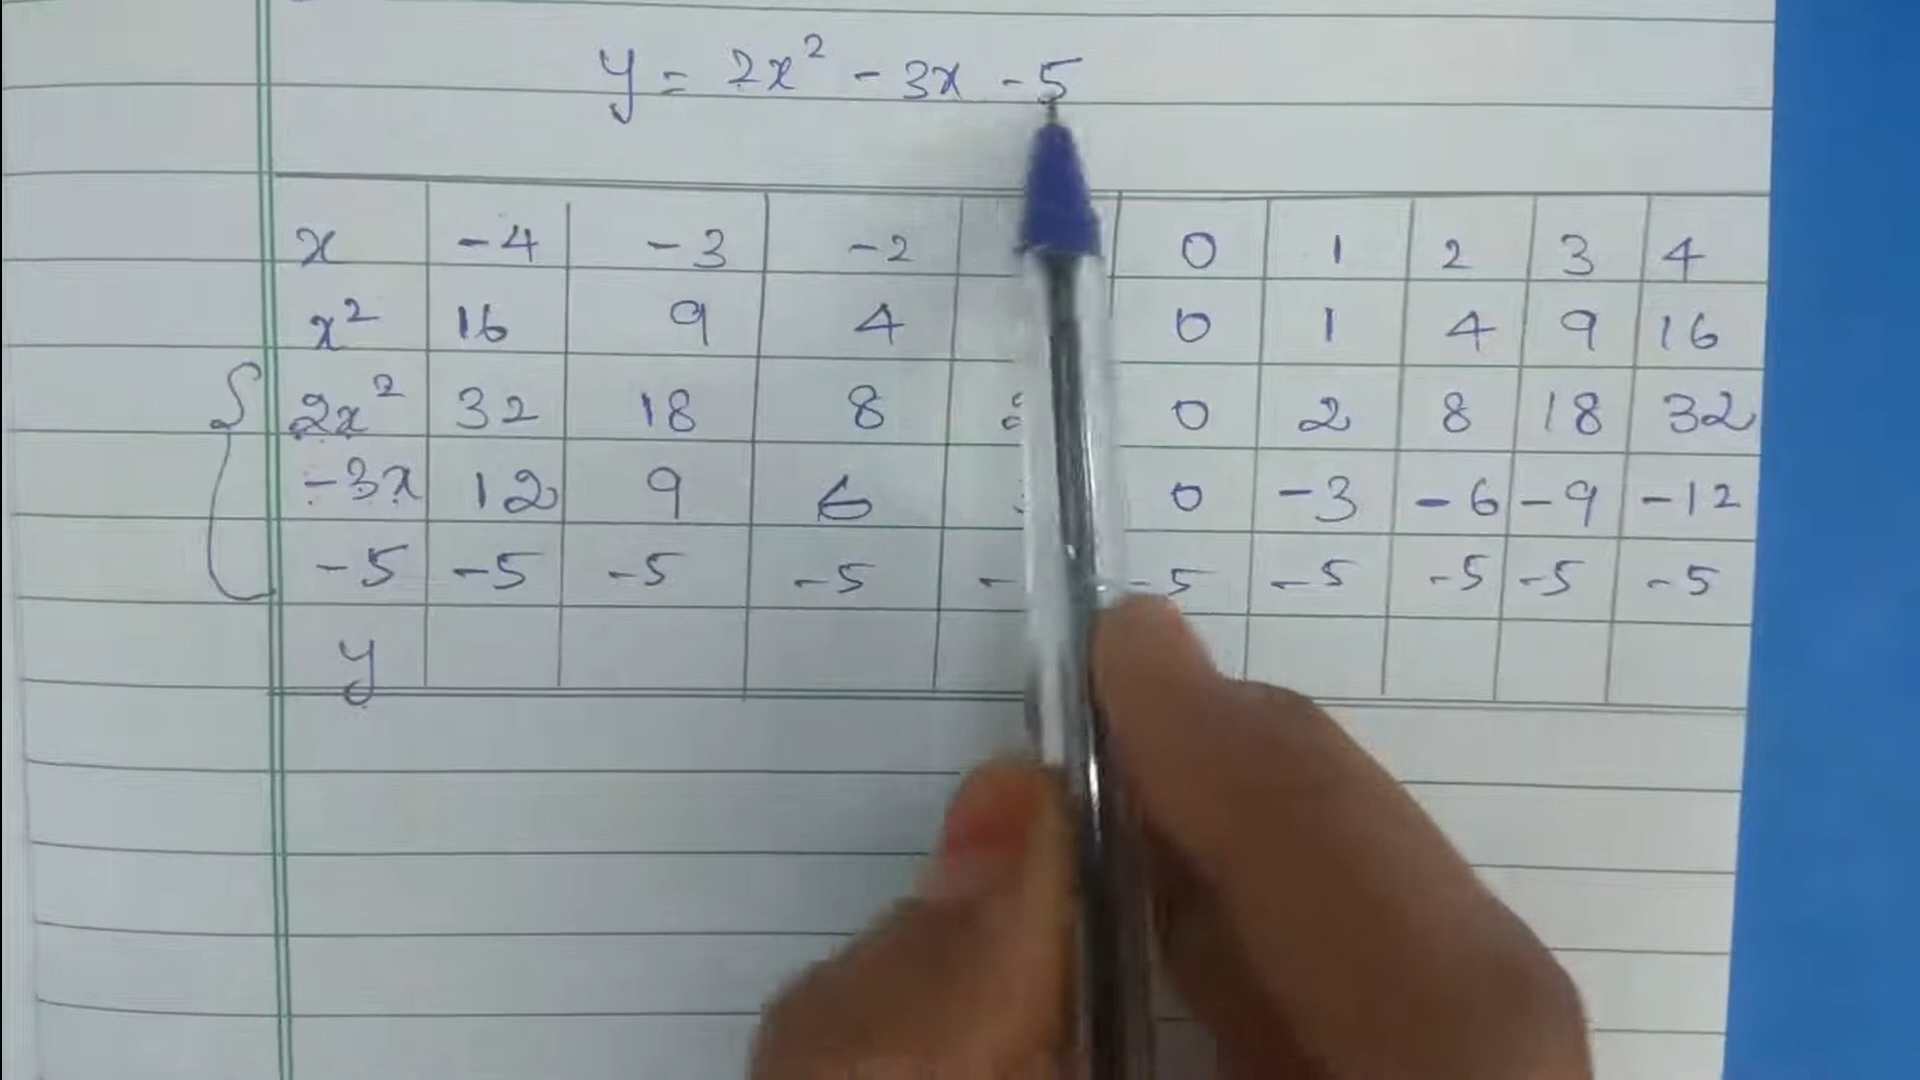 y = 2x² - 3x - 5
x -4 -3 -2 0 1 2 3 4
x² 16 9 4 0 1 4 9 16
2x² 32 18 8 0 2 8 18 32
-3x 12 9 6 0 -3 -6 -9 -12
-5 -5 -5 -5 - -5 -5 -5 -5 -5
y